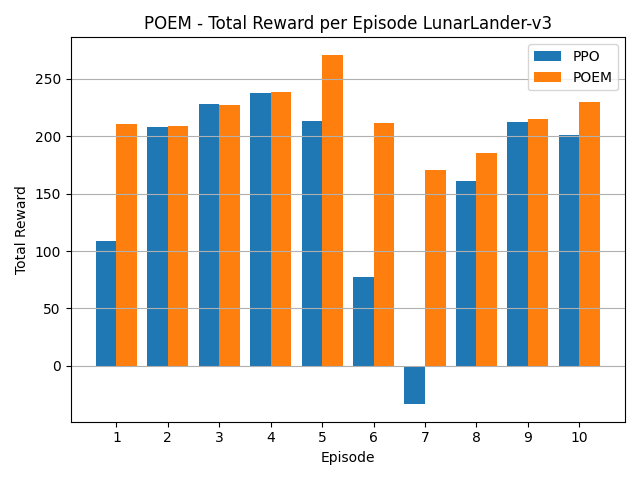 POEM - Total Reward per Episode LunarLander-v3
PPO
POEM
Total Reward
250
200
150
100
50
0
1 2 3 4 5 6 7 8 9 10
Episode